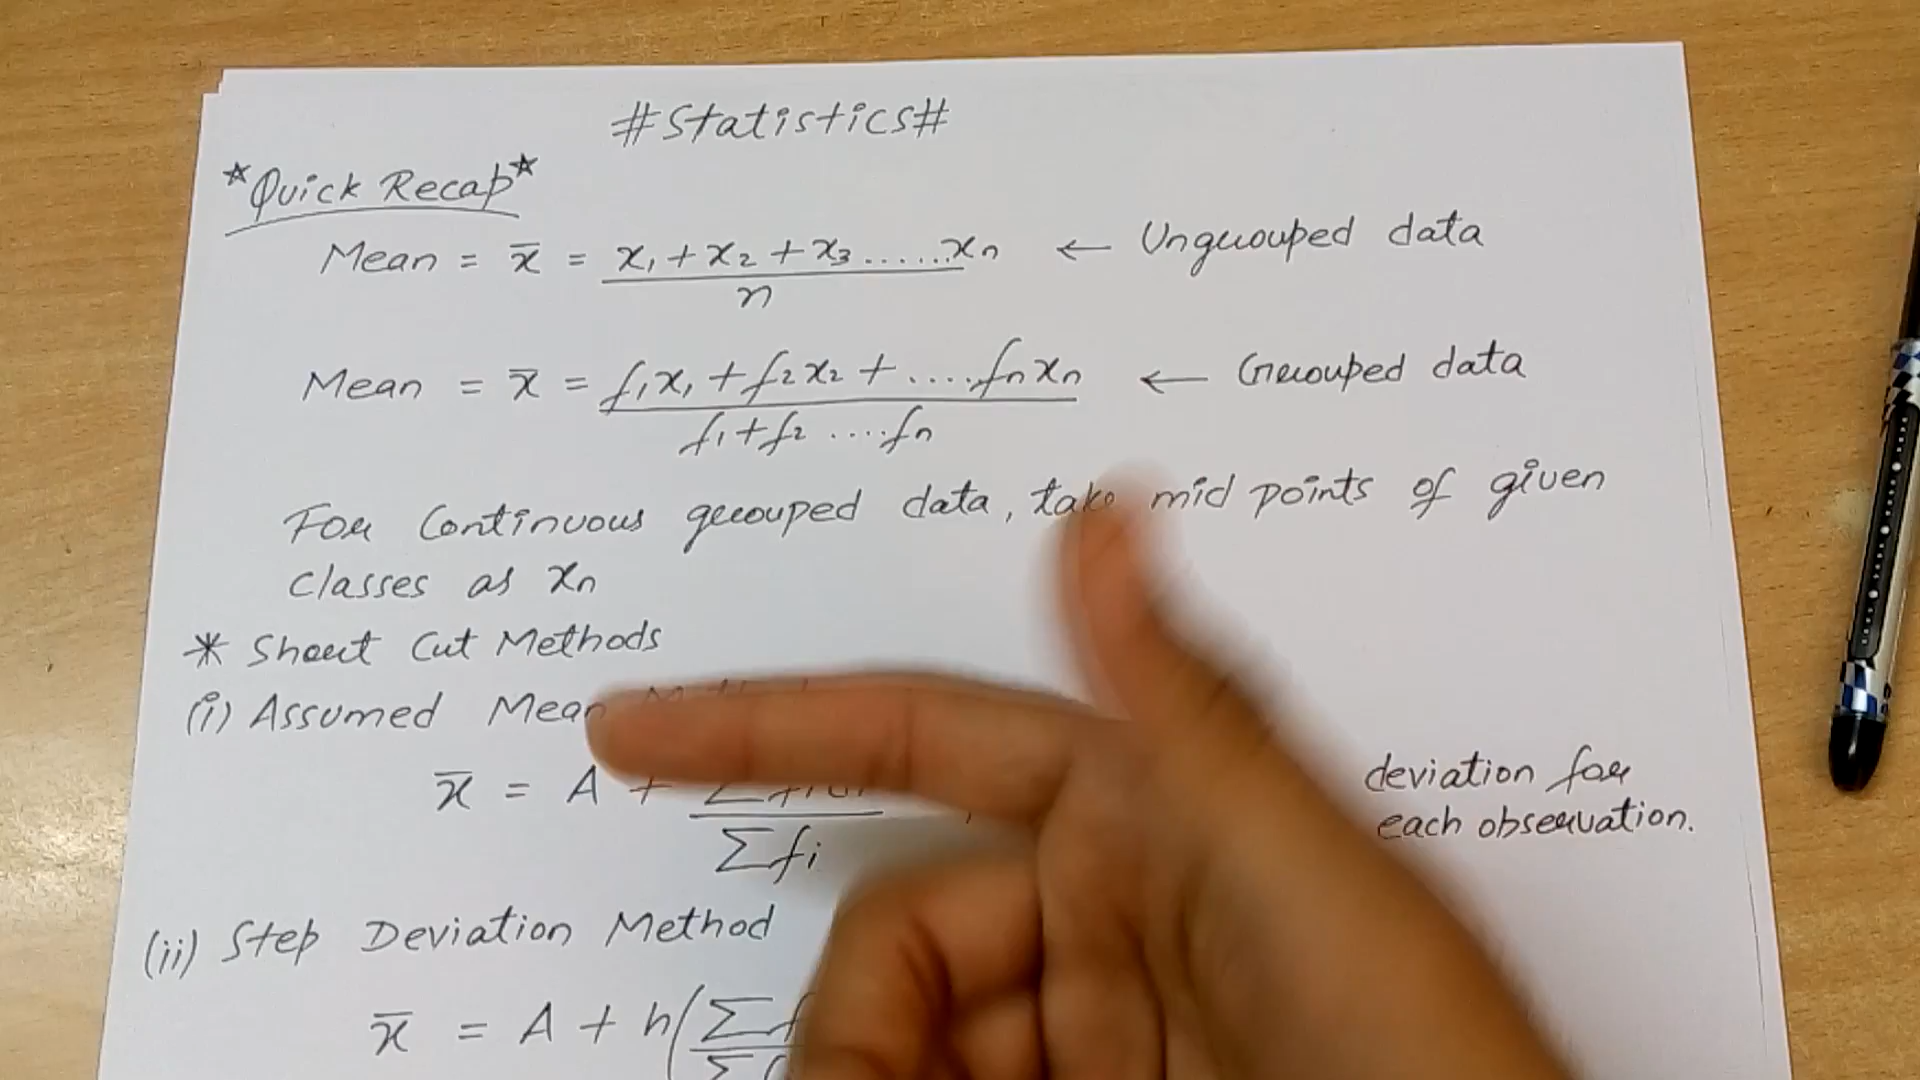 #Statistics#
*Quick Recap*
Mean = x̄ = x₁ + x₂ + x₃ ...... xₙ / n ← Ungrouped data
Mean = x̄ = f₁x₁ + f₂x₂ + .... fₙxₙ / f₁ + f₂ .... fₙ ← Grouped data
For Continuous grouped data, take mid points of given
classes as xₙ
* Short Cut Methods
(i) Assumed Mean
x̄ = A + / Σfᵢ
deviation for
each observation.
(ii) Step Deviation Method
x̄ = A + h(Σf / Σ